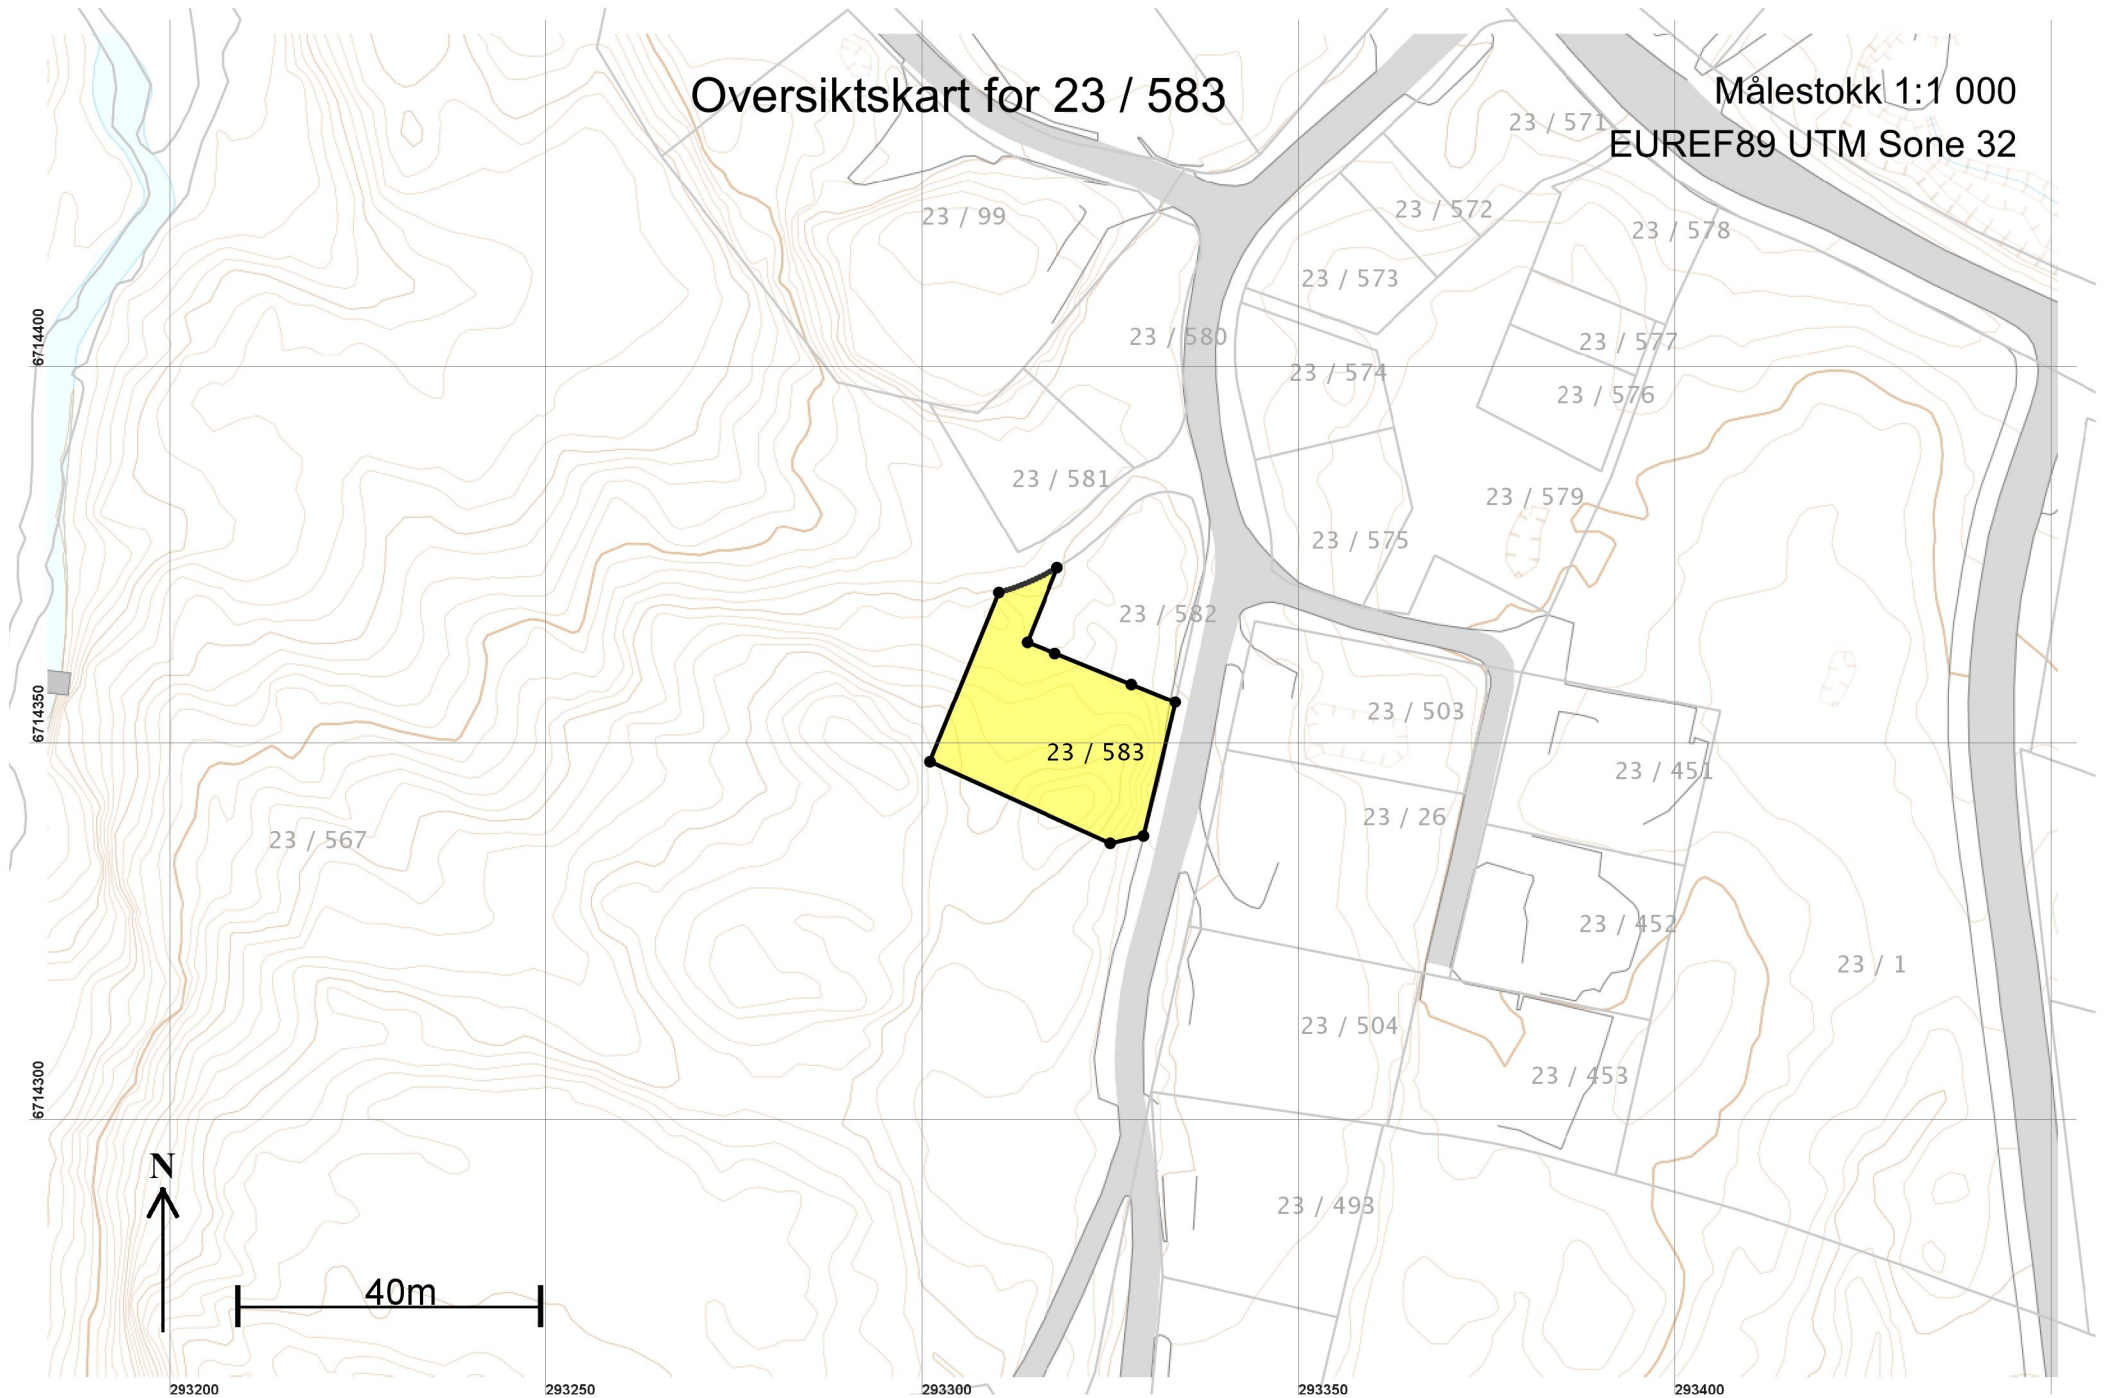 Oversiktskart for 23 / 583
Målestokk 1:1 000
EUREF89 UTM Sone 32
23 / 571
23 / 99
23 / 572
23 / 578
23 / 573
23 / 580
23 / 577
6714400
23 / 574
23 / 576
23 / 581
23 / 579
23 / 575
23 / 582
6714350
23 / 503
23 / 583
23 / 451
23 / 26
23 / 567
23 / 452
23 / 1
23 / 504
23 / 453
6714300
N
23 / 493
40m
293200
293250
293300
293350
293400